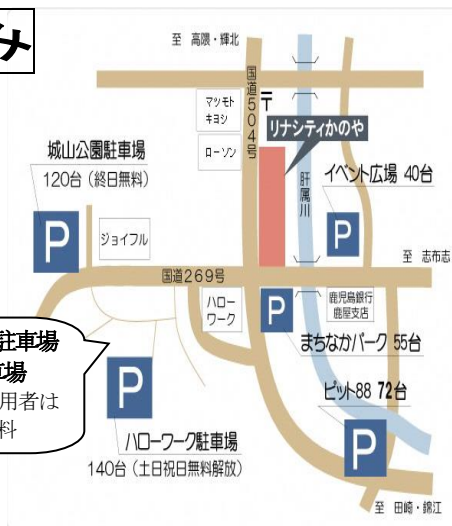 み
至 高隈・輝北
国道504号
マツモト
キヨシ
〒
リナシティかのや
ローソン
城山公園駐車場
120台（終日無料）
P
イベント広場 40台
P
肝属川
ジョイフル
至 志布志
国道269号
ハロー
ワーク
P
鹿児島銀行
鹿屋支店
まちなかパーク 55台
駐車場
車場
用者は
料
P
ピット88 72台
P
ハローワーク駐車場
140台（土日祝日無料解放）
至 田崎・錦江